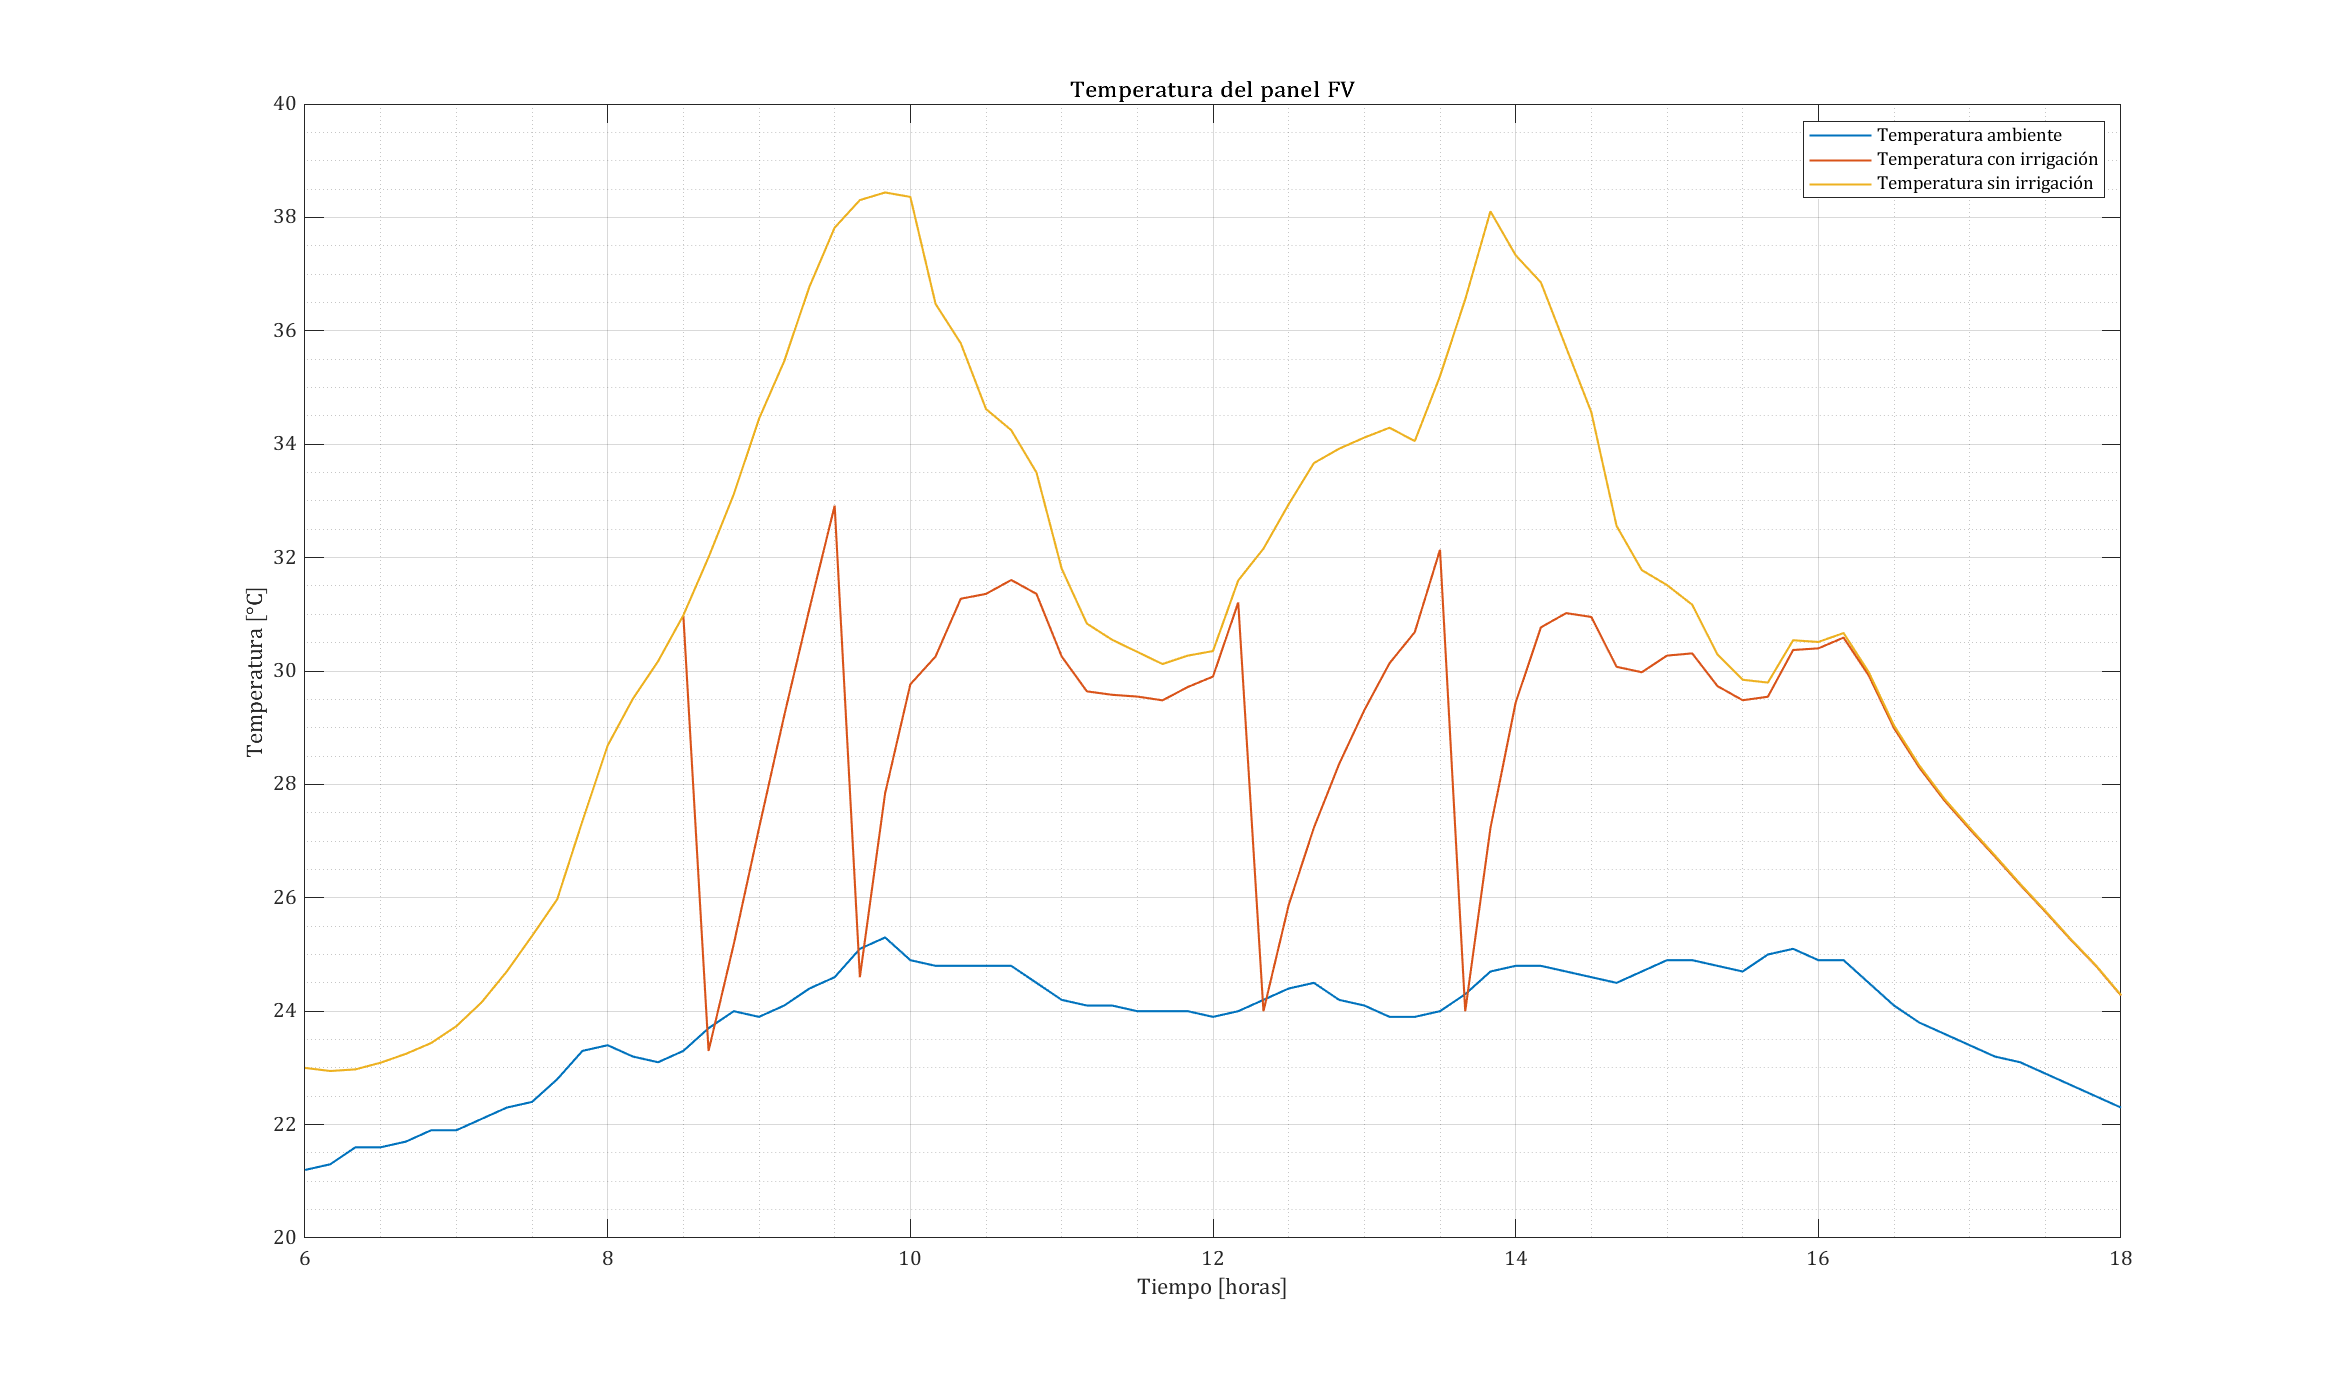 Temperatura del panel FV
Temperatura ambiente
Temperatura con irrigación
Temperatura sin irrigación
40
38
36
34
32
30
28
26
24
22
20
Temperatura [°C]
6 8 10 12 14 16 18
Tiempo [horas]